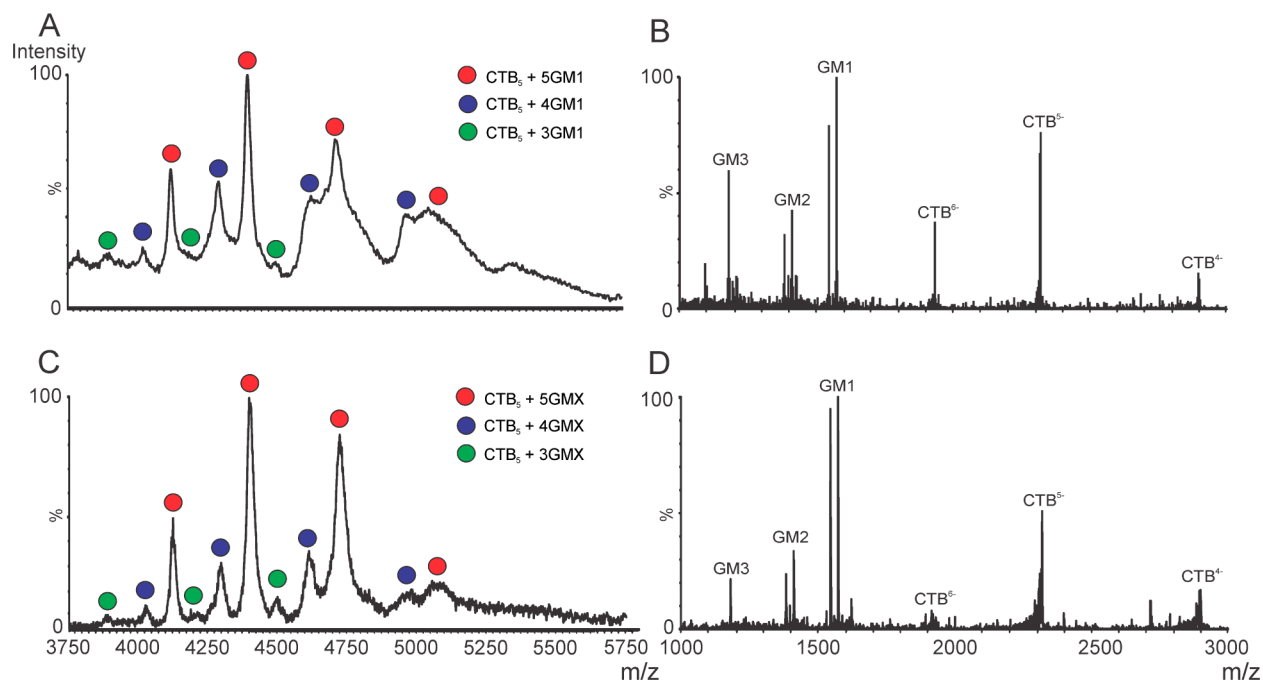 A
Intensity
100
%
0
CTB₅ + 5GM1
CTB₅ + 4GM1
CTB₅ + 3GM1
B
100
%
0
GM3
GM2
GM1
CTB⁶⁻
CTB⁵⁻
CTB⁴⁻
C
100
%
0
CTB₅ + 5GMX
CTB₅ + 4GMX
CTB₅ + 3GMX
3750 4000 4250 4500 4750 5000 5250 5500 5750
m/z
D
100
%
0
GM3
GM2
GM1
CTB⁶⁻
CTB⁵⁻
CTB⁴⁻
1000 1500 2000 2500 3000
m/z